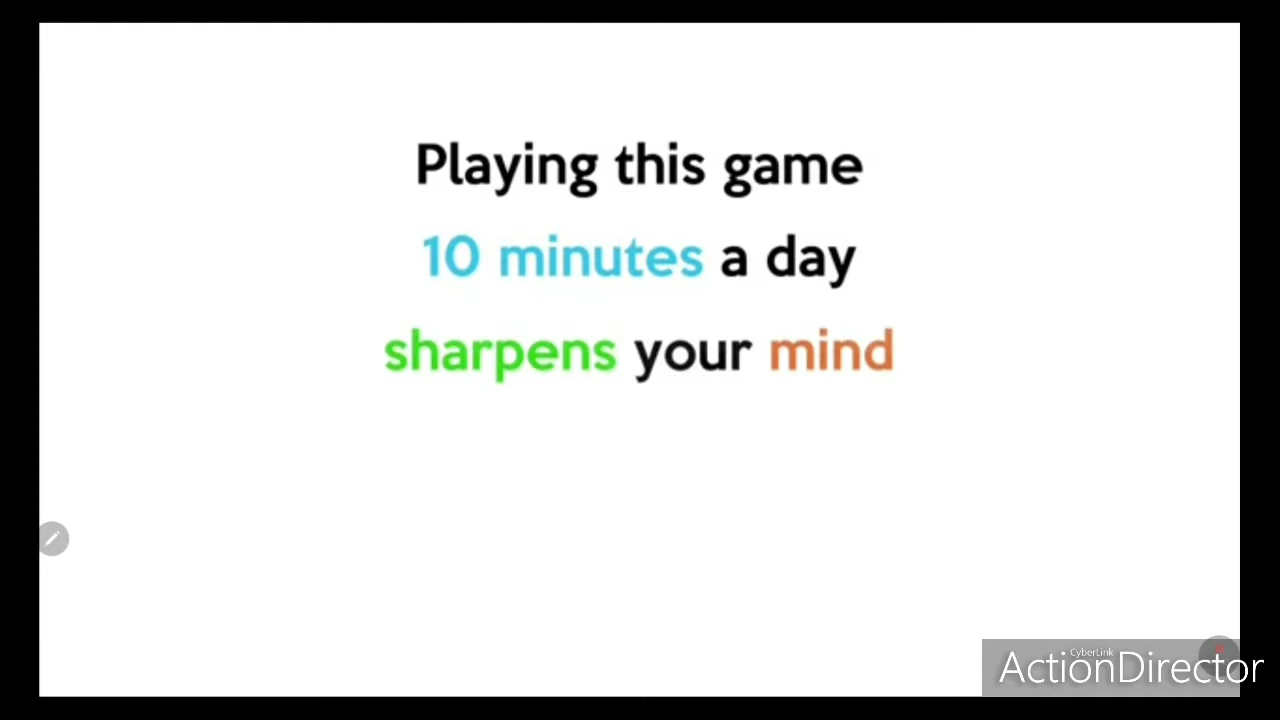 Playing this game
10 minutes a day
sharpens your mind
CyberLink
ActionDirector